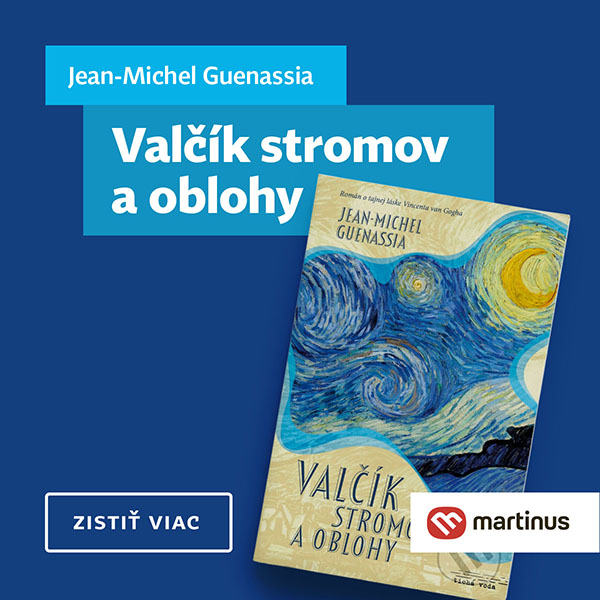 Jean-Michel Guenassia
Valčík stromov
a oblohy
Román o tajnej láske Vincenta van Gogha
JEAN-MICHEL
GUENASSIA
VALČÍK
STROMO
A OBLOHY
tichá voda
ZISTIŤ VIAC
martinus